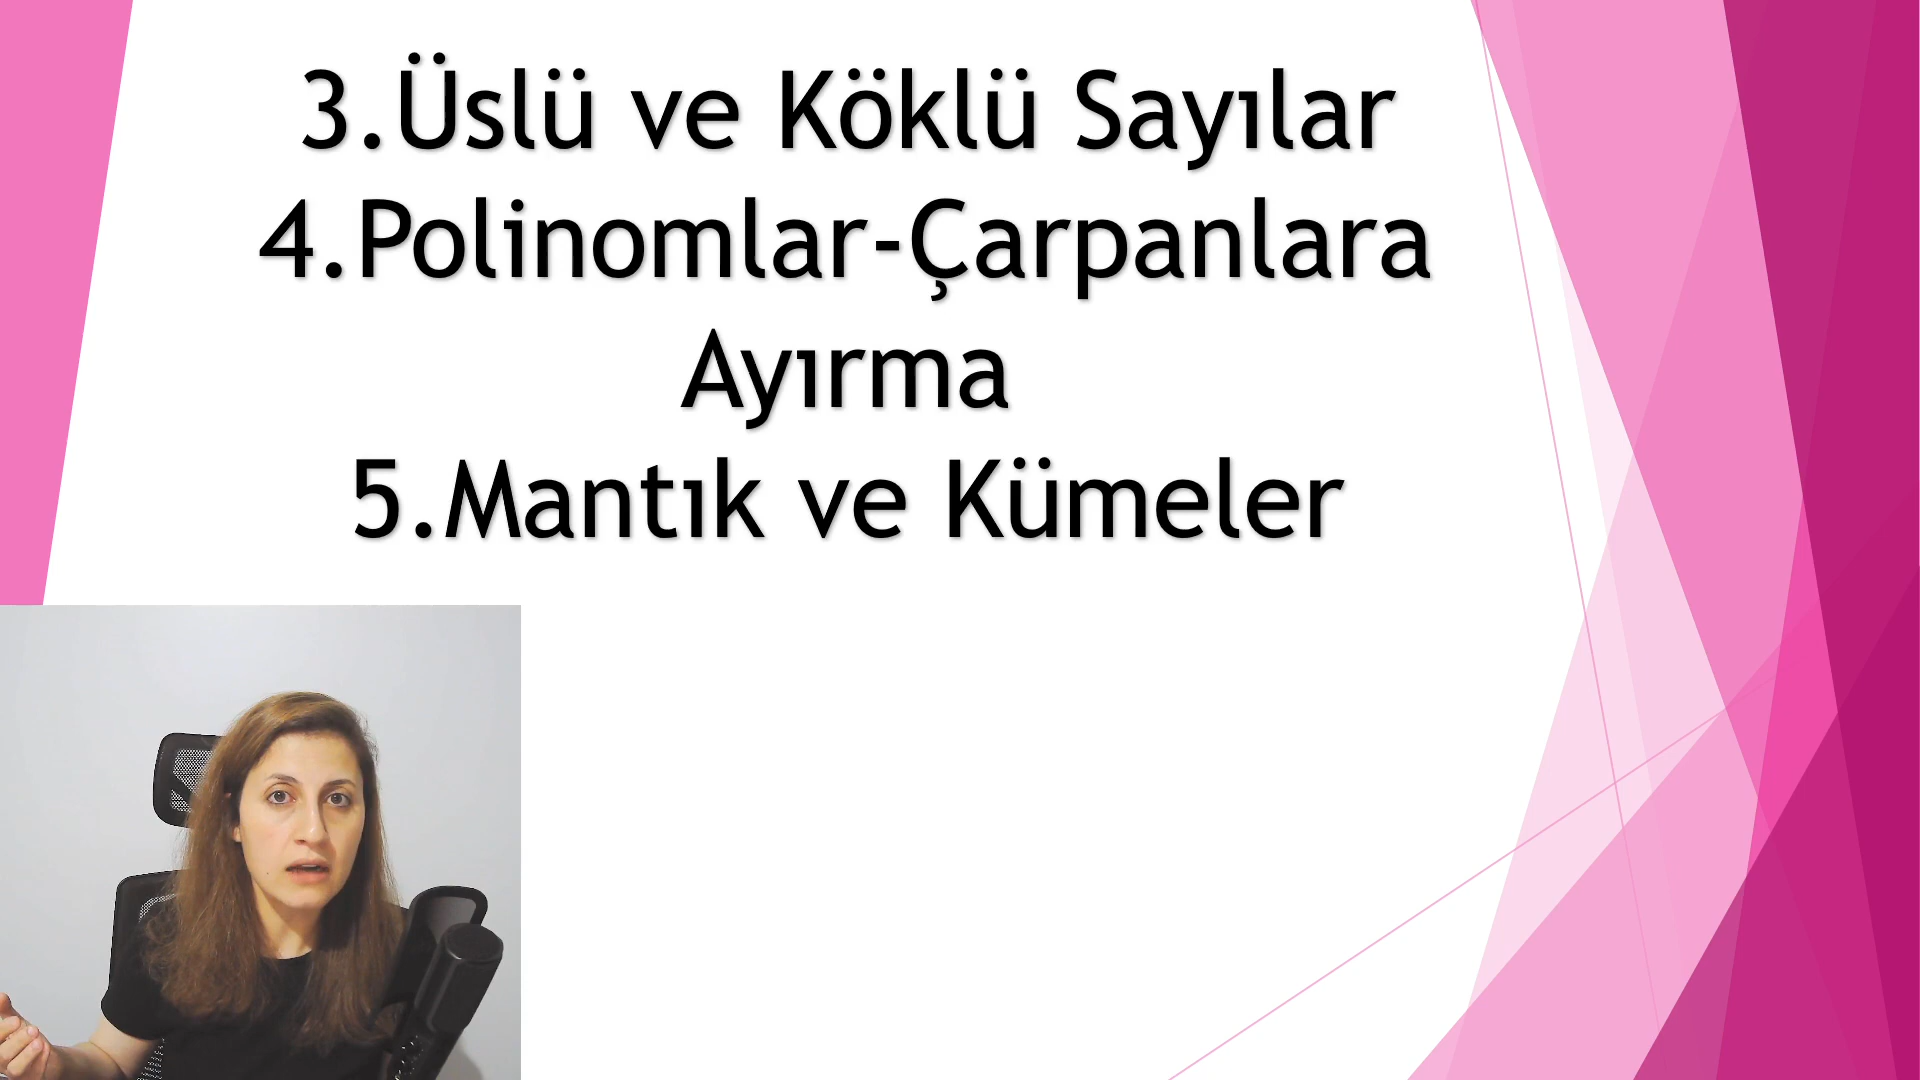 3.Üslü ve Köklü Sayılar
4.Polinomlar-Çarpanlara
Ayırma
5.Mantık ve Kümeler